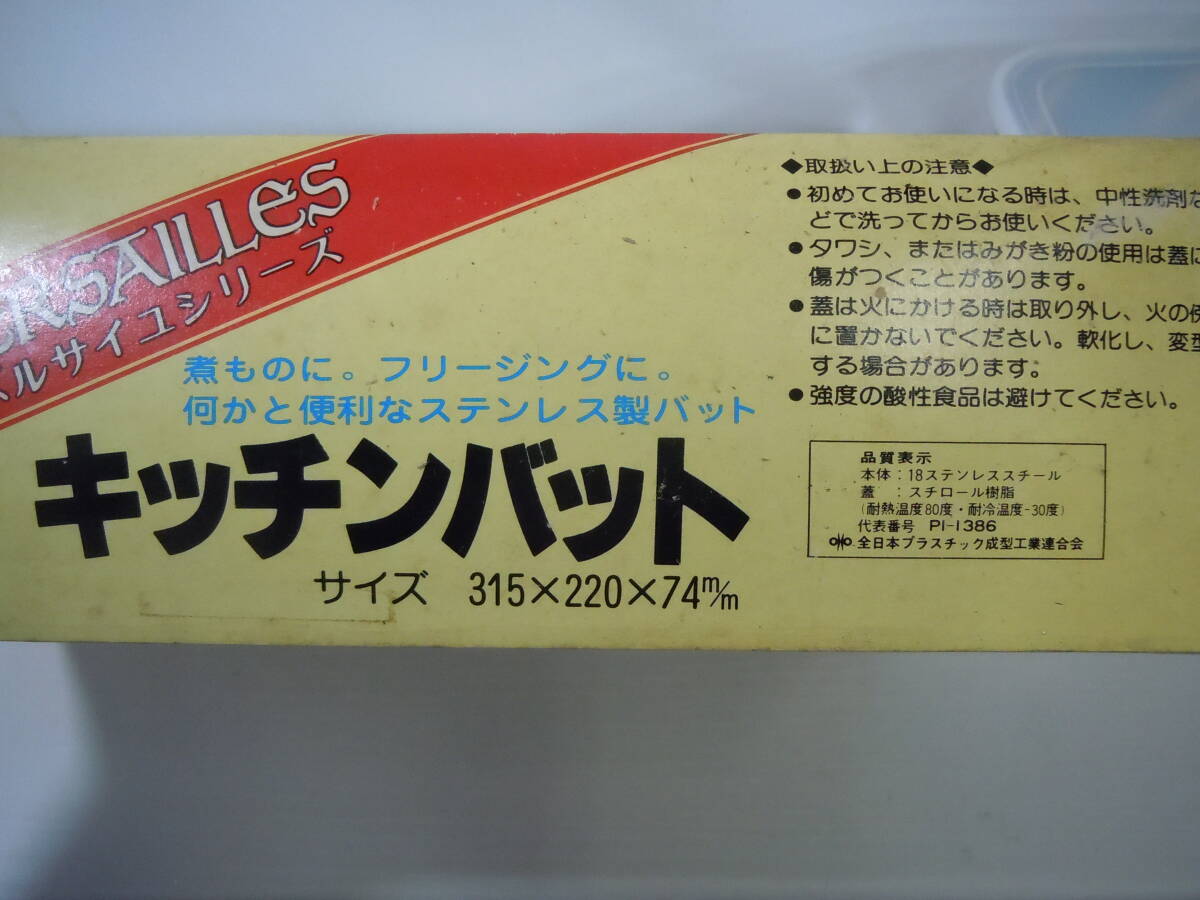 ERSAILLES
ベルサイユシリーズ
煮ものに。フリージングに。
何かと便利なステンレス製バット
キッチンバット
サイズ 315×220×74m/m
◆取扱い上の注意◆
●初めてお使いになる時は、中性洗剤な
どで洗ってからお使いください。
●タワシ、またはみがき粉の使用は蓋に
傷がつくことがあります。
●蓋は火にかける時は取り外し、火の傍
に置かないでください。軟化し、変型
する場合があります。
●強度の酸性食品は避けてください。
品質表示
本体:18ステンレススチール
蓋 :スチロール樹脂
(耐熱温度80度・耐冷温度-30度)
代表番号 PI-1386
全日本プラスチック成型工業連合会